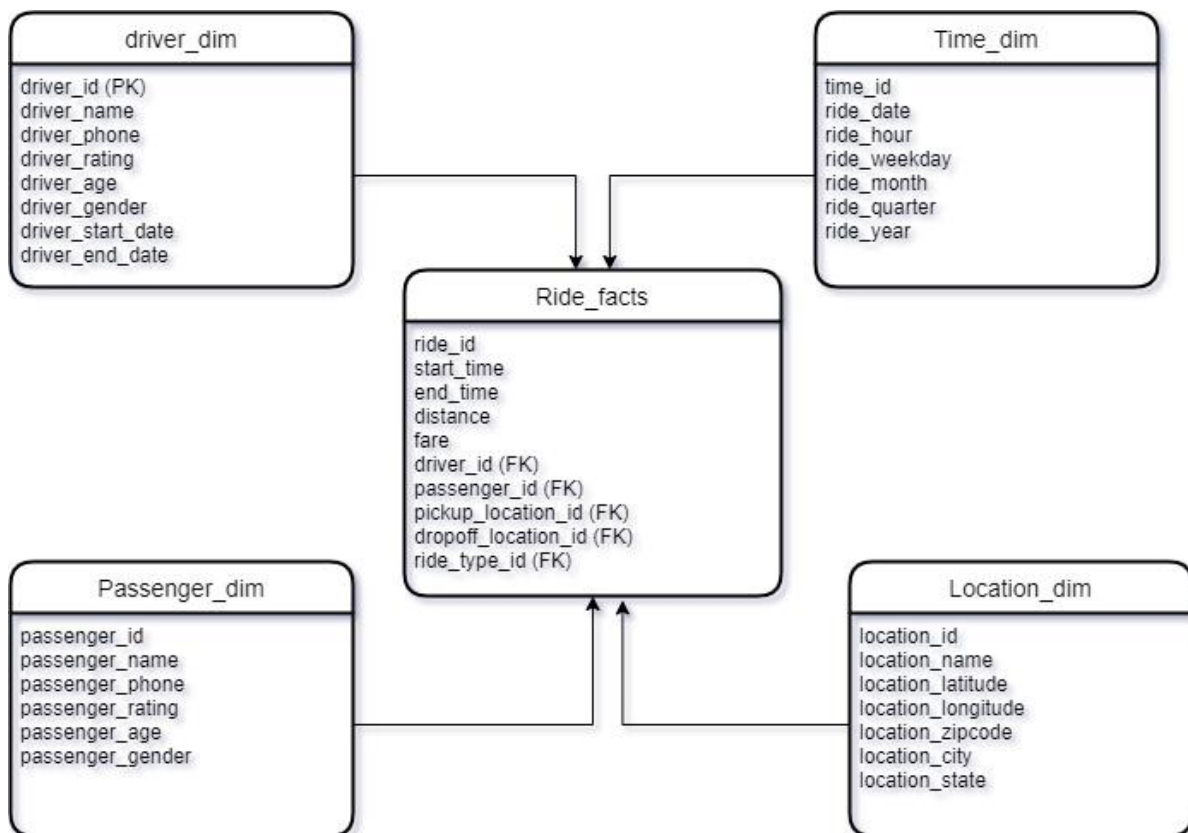 driver_dim
driver_id (PK)
driver_name
driver_phone
driver_rating
driver_age
driver_gender
driver_start_date
driver_end_date
Time_dim
time_id
ride_date
ride_hour
ride_weekday
ride_month
ride_quarter
ride_year
Ride_facts
ride_id
start_time
end_time
distance
fare
driver_id (FK)
passenger_id (FK)
pickup_location_id (FK)
dropoff_location_id (FK)
ride_type_id (FK)
Passenger_dim
passenger_id
passenger_name
passenger_phone
passenger_rating
passenger_age
passenger_gender
Location_dim
location_id
location_name
location_latitude
location_longitude
location_zipcode
location_city
location_state